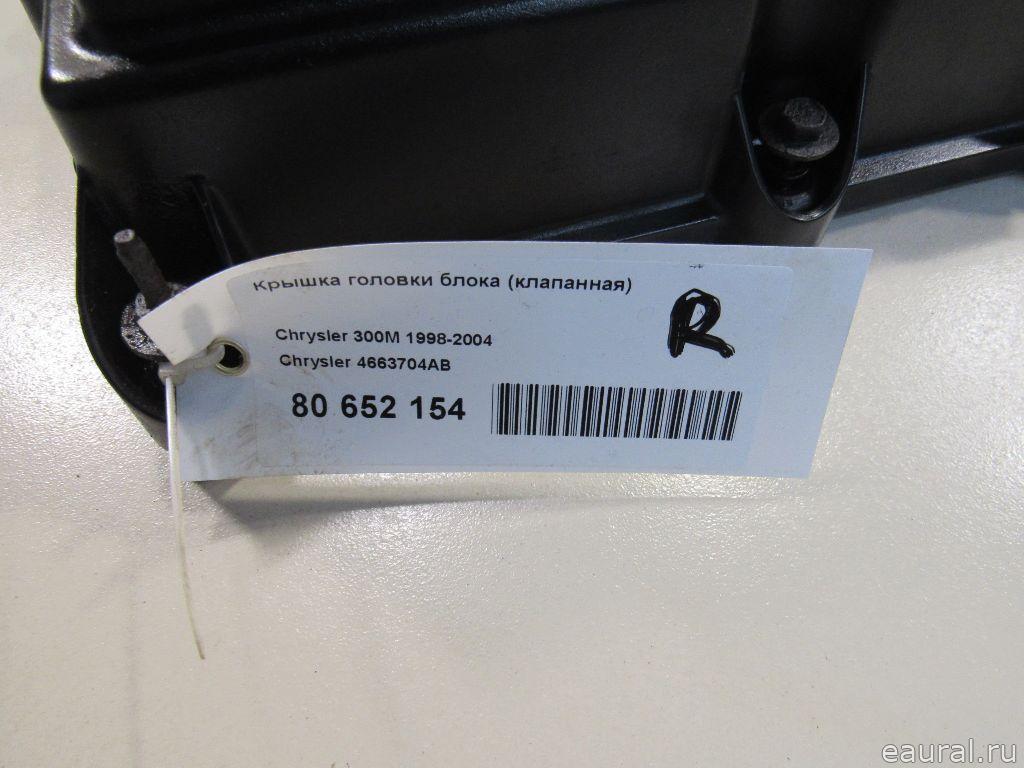 Крышка головки блока (клапанная)
R
Chrysler 300M 1998-2004
Chrysler 4663704AB
80 652 154
eaural.ru